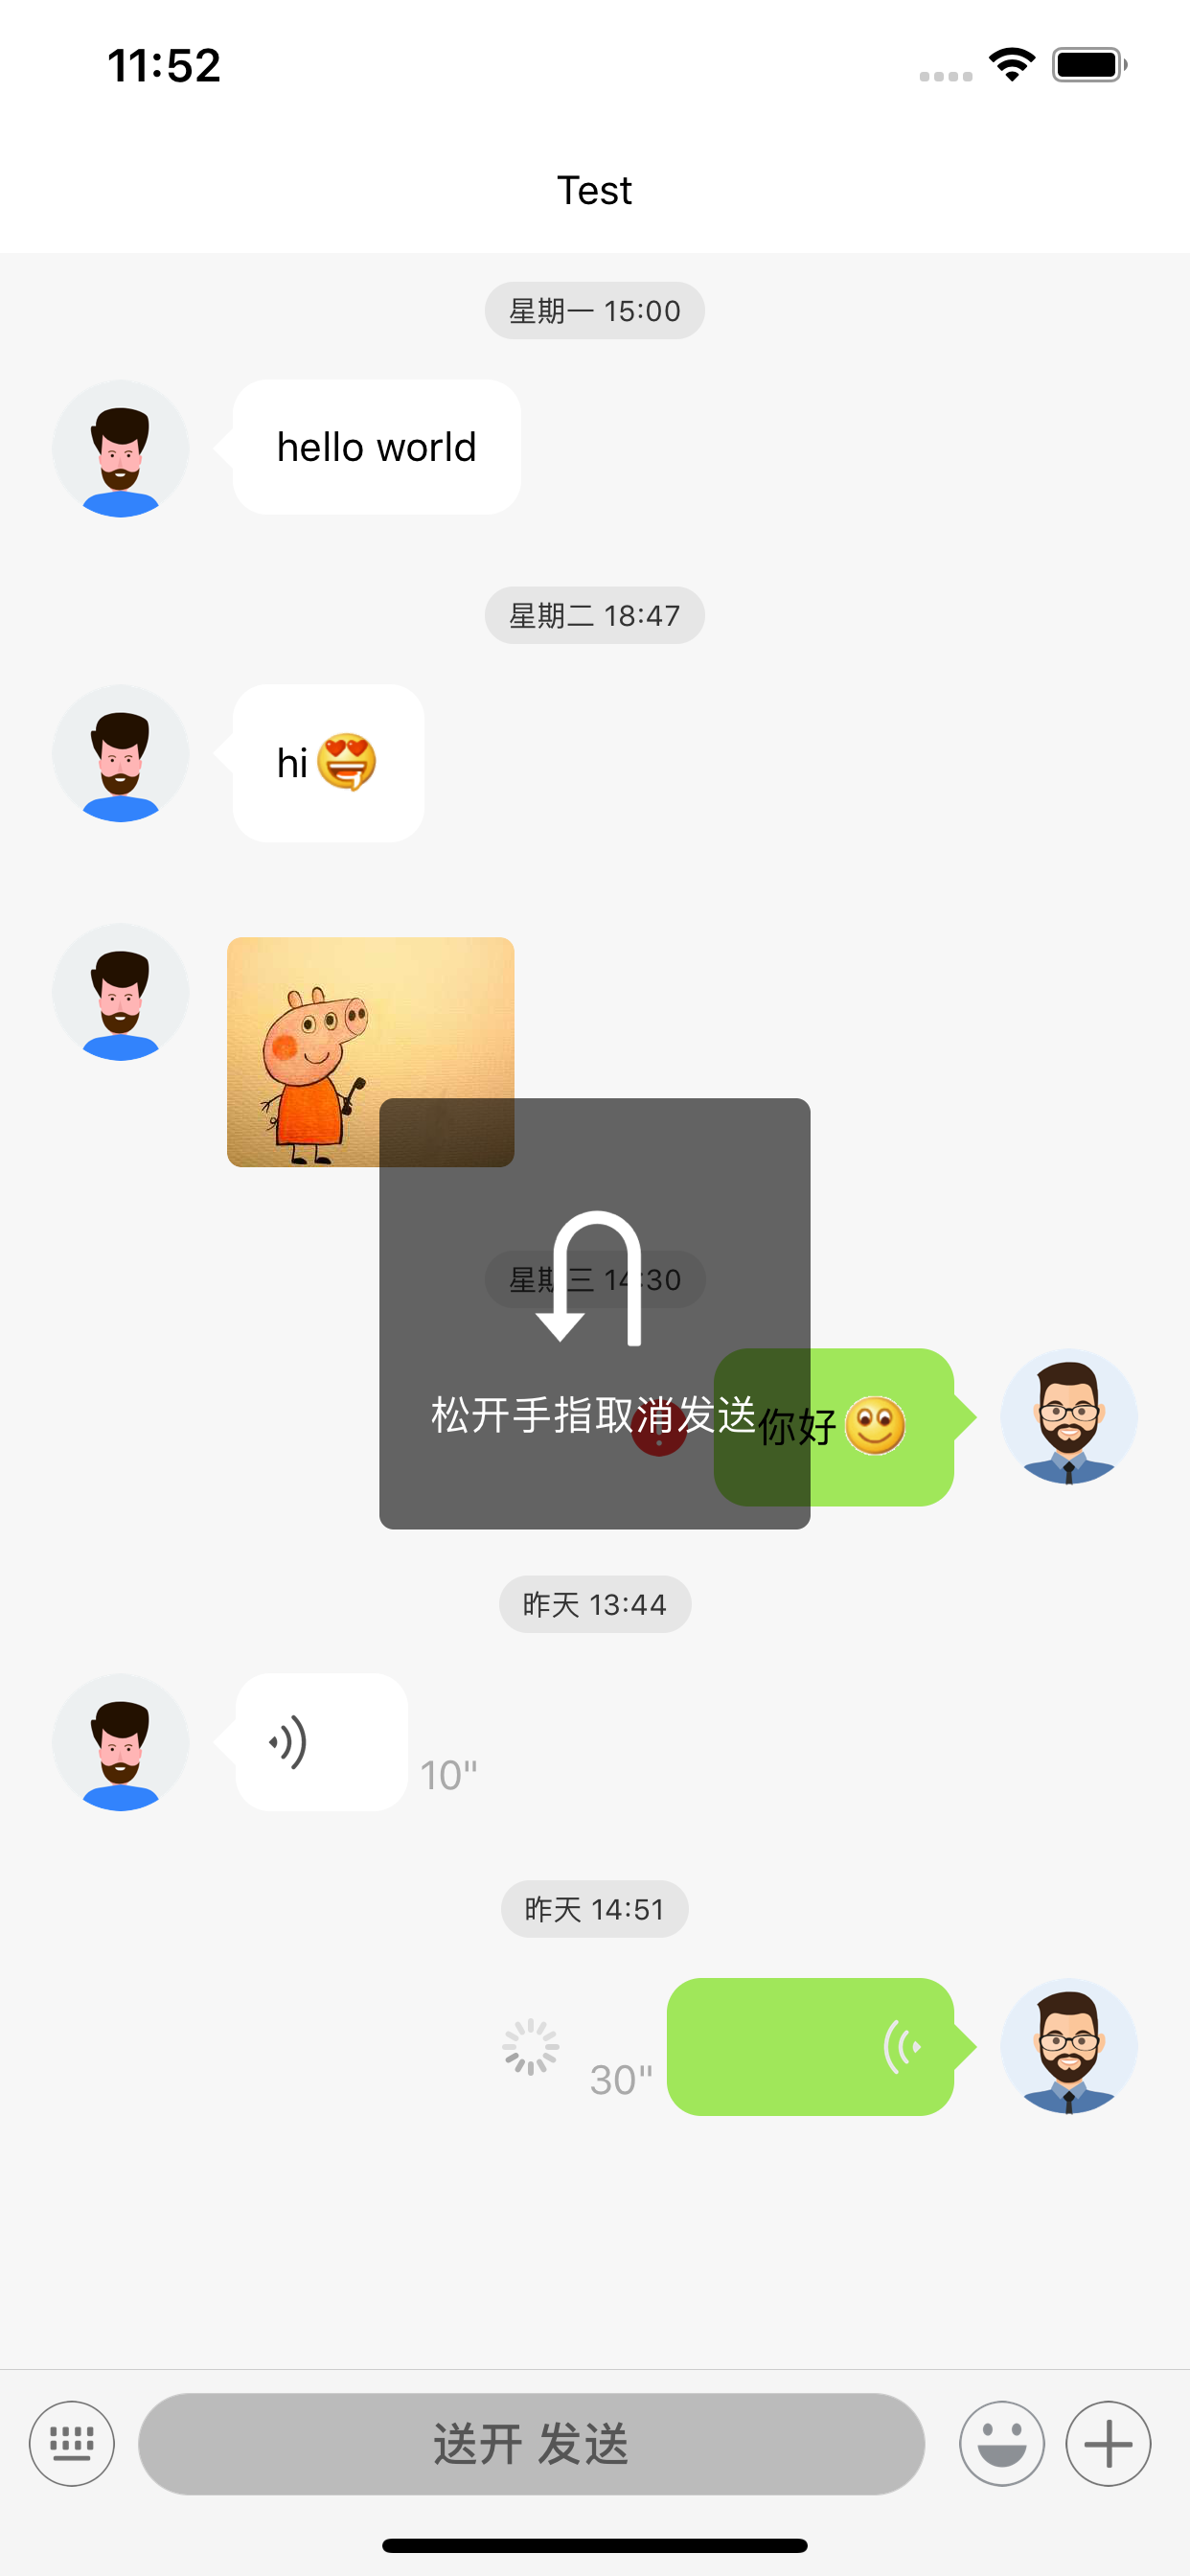 11:52
Test
星期一 15:00
hello world
星期二 18:47
hi
星期三 14:30
松开手指取消发送
你好
昨天 13:44
10"
昨天 14:51
30"
送开 发送